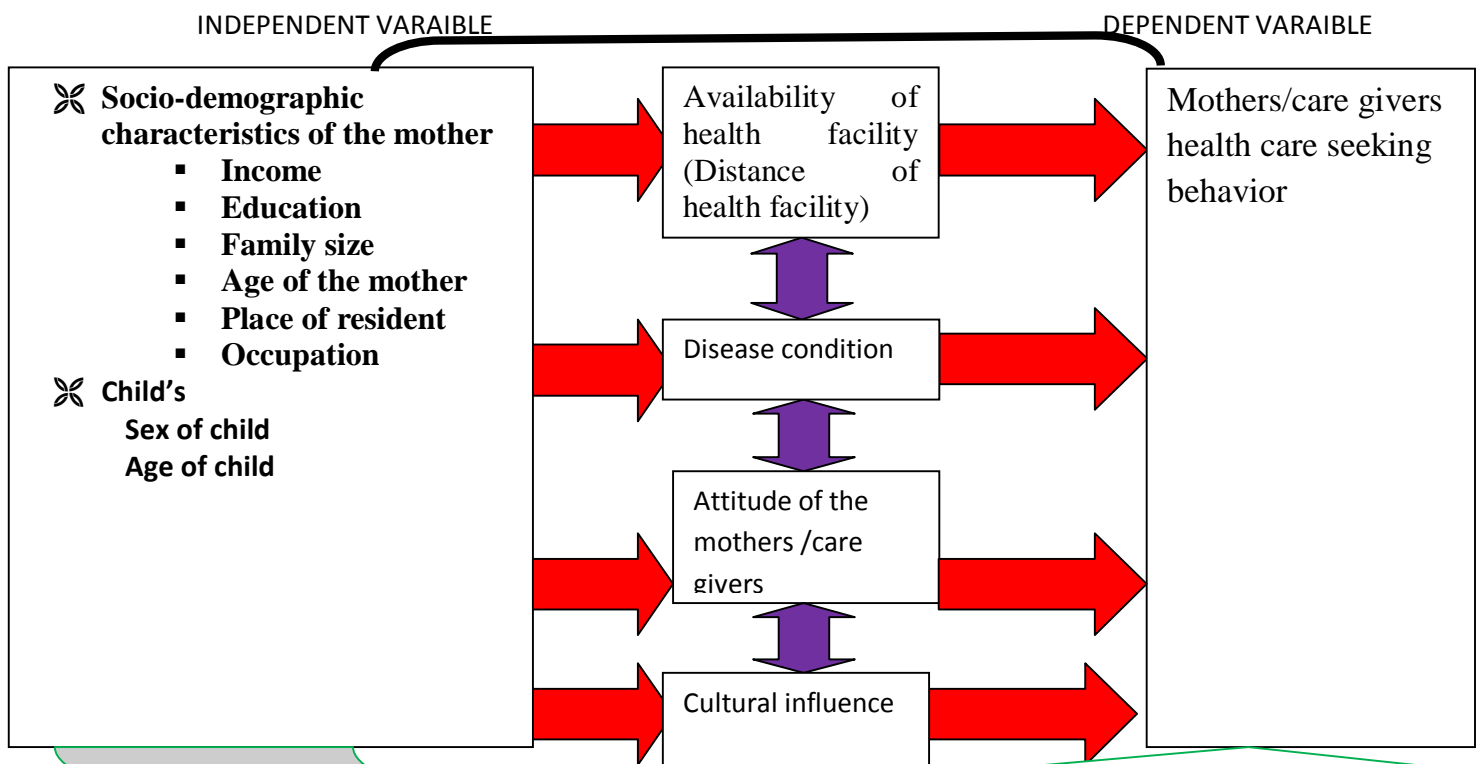 INDEPENDENT VARAIBLE
DEPENDENT VARAIBLE
Socio-demographic
characteristics of the mother
▪ Income
▪ Education
▪ Family size
▪ Age of the mother
▪ Place of resident
▪ Occupation
Child's
Sex of child
Age of child
Availability of
health facility
(Distance of
health facility)
Disease condition
Attitude of the
mothers /care
givers
Cultural influence
Mothers/care givers
health care seeking
behavior